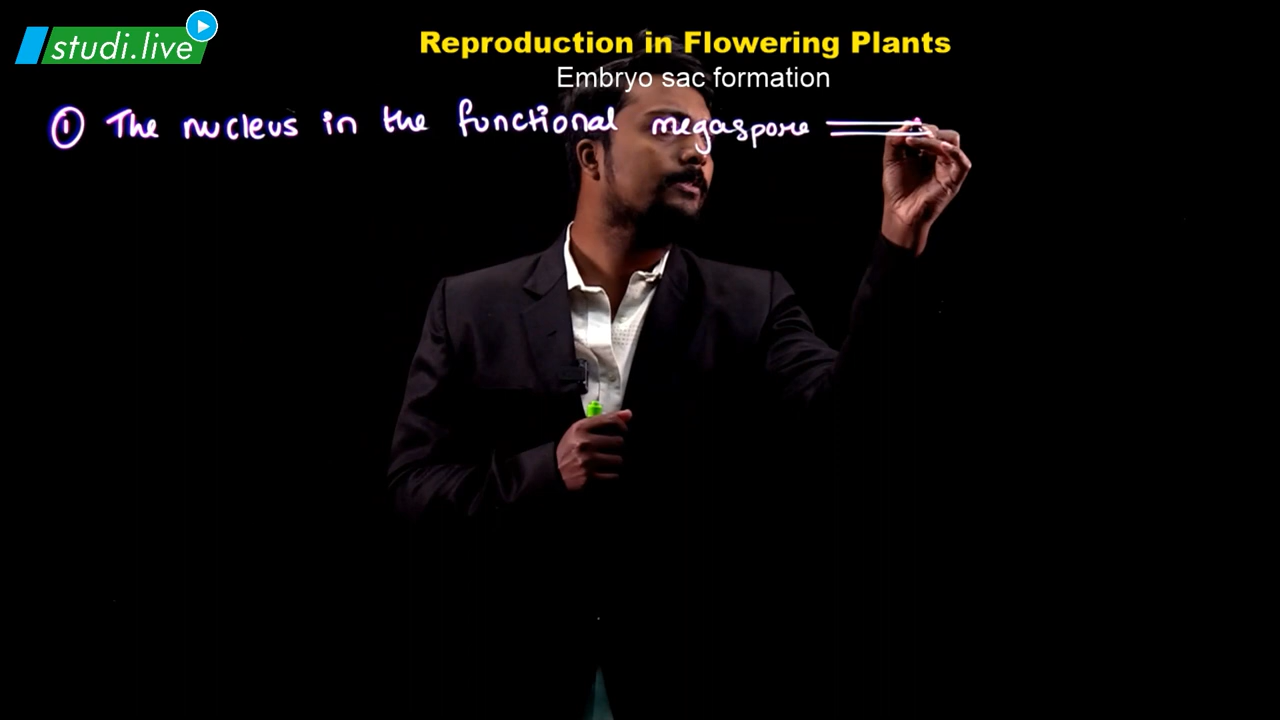 studi.live
Reproduction in Flowering Plants
Embryo sac formation
① The nucleus in the functional megaspore